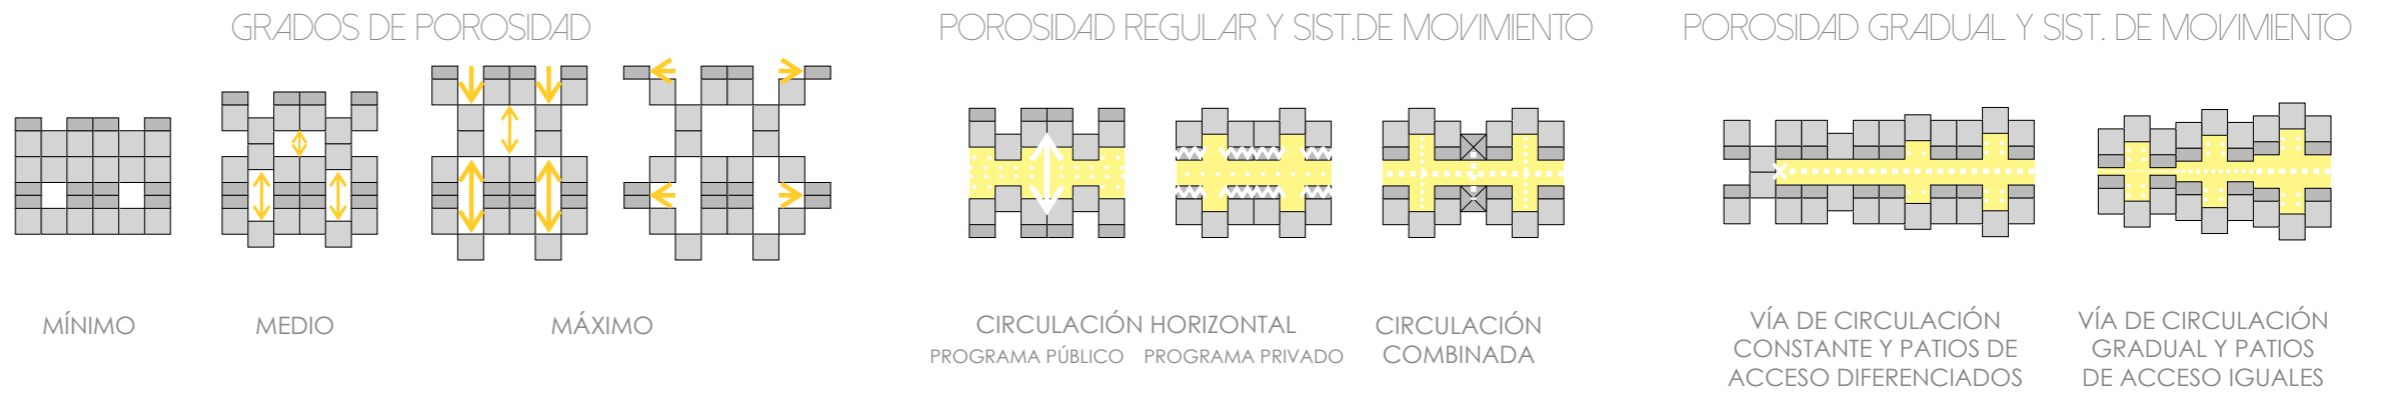 GRADOS DE POROSIDAD
MÍNIMO
MEDIO
MÁXIMO
POROSIDAD REGULAR Y SIST.DE MOVIMIENTO
CIRCULACIÓN HORIZONTAL
PROGRAMA PÚBLICO
PROGRAMA PRIVADO
CIRCULACIÓN
COMBINADA
POROSIDAD GRADUAL Y SIST. DE MOVIMIENTO
VÍA DE CIRCULACIÓN
CONSTANTE Y PATIOS DE
ACCESO DIFERENCIADOS
VÍA DE CIRCULACIÓN
GRADUAL Y PATIOS
DE ACCESO IGUALES